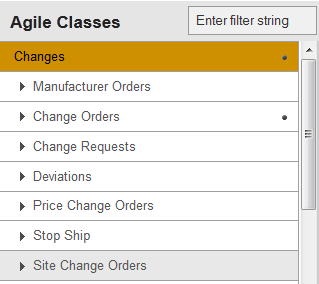 Agile Classes
Enter filter string
Changes
Manufacturer Orders
Change Orders
Change Requests
Deviations
Price Change Orders
Stop Ship
Site Change Orders